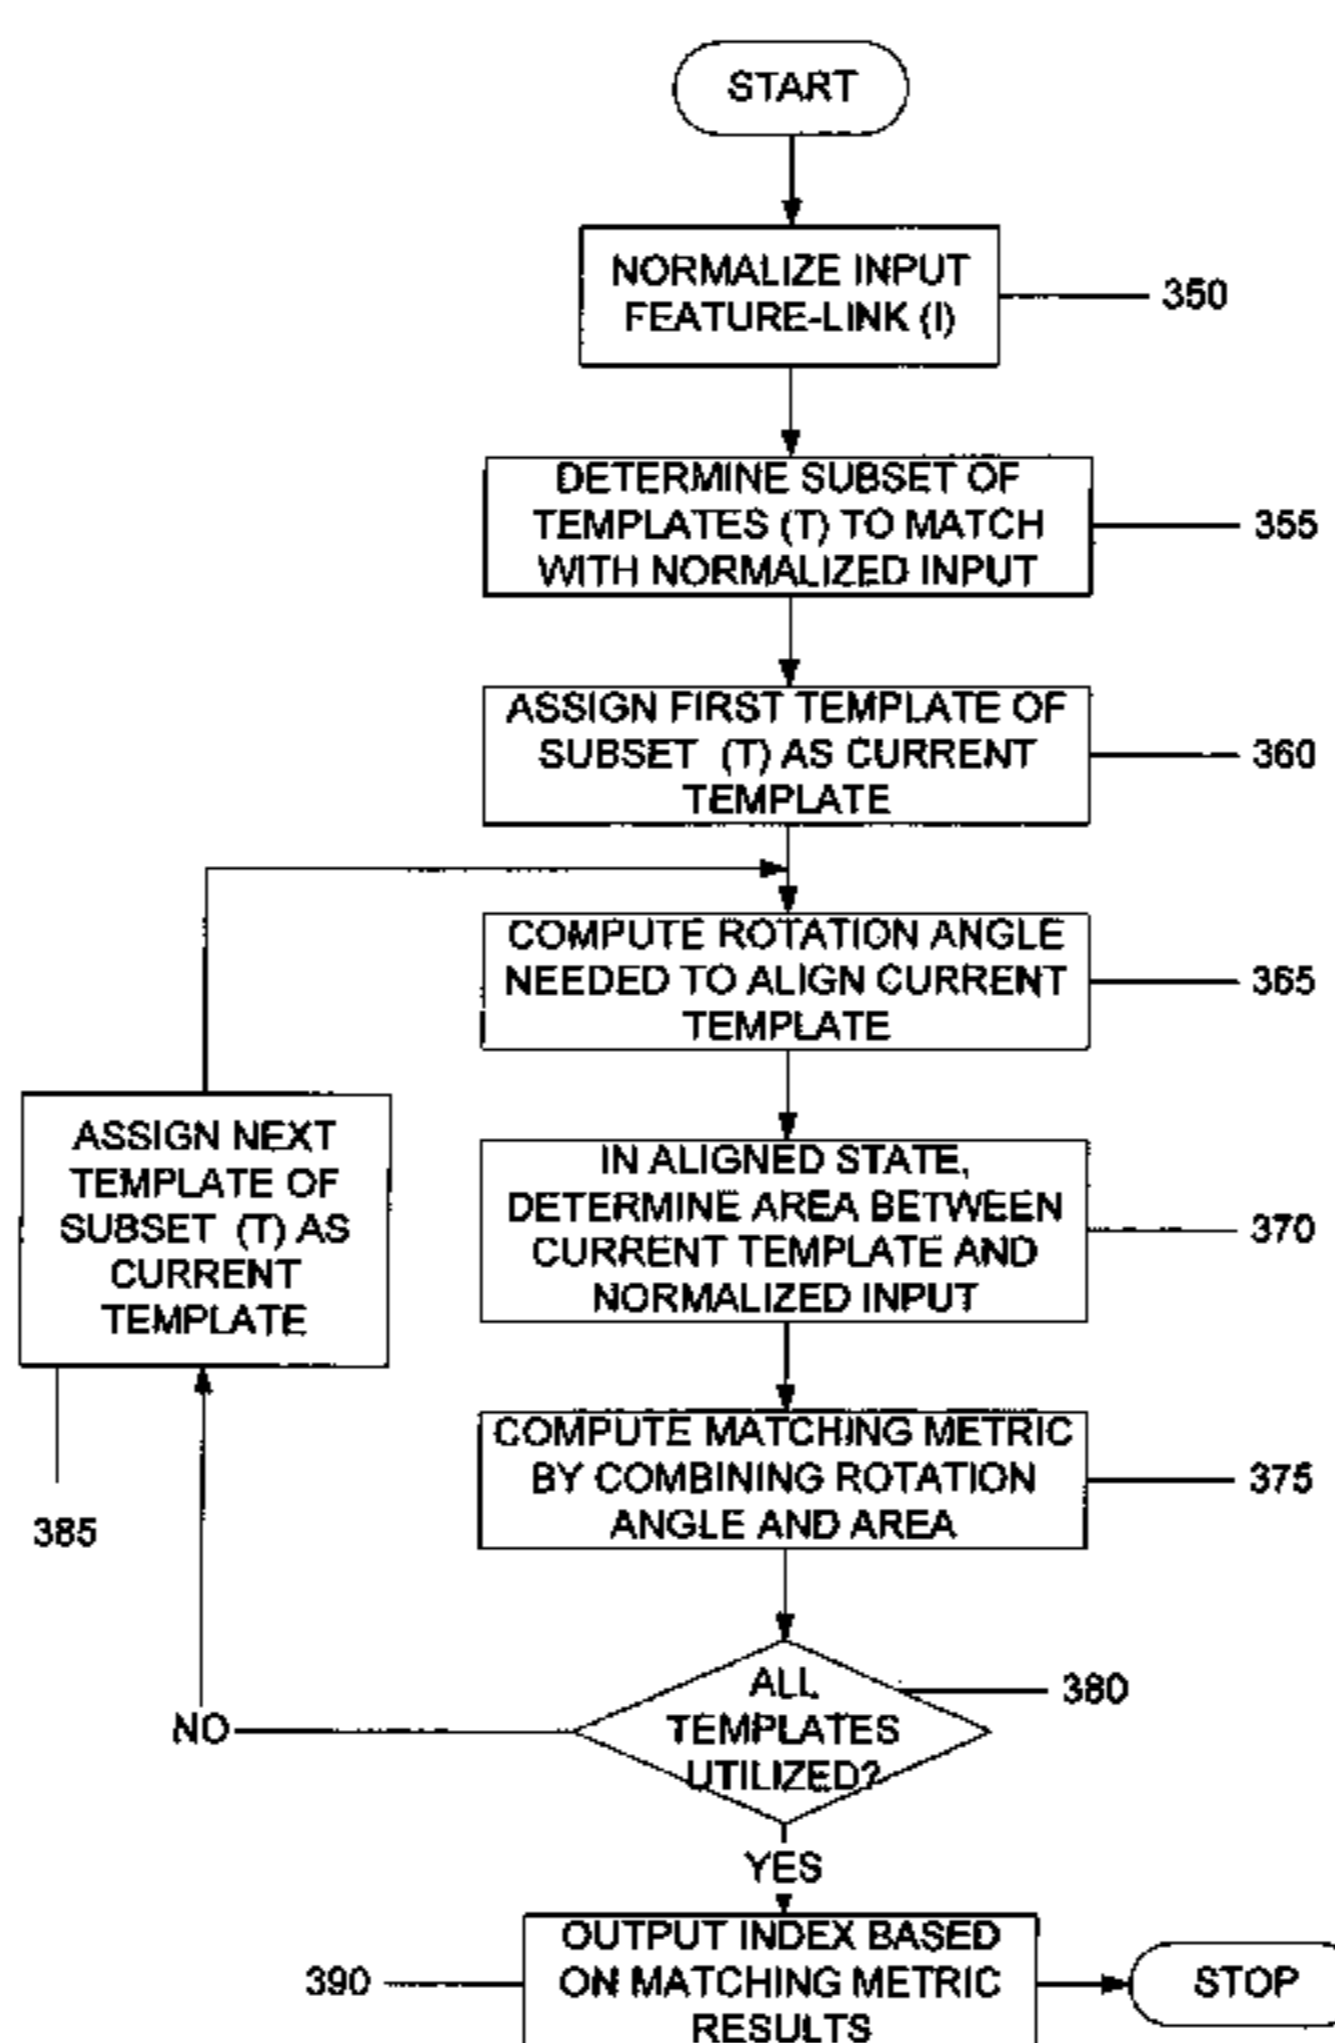 START
NORMALIZE INPUT
FEATURE-LINK (I)
350
DETERMINE SUBSET OF
TEMPLATES (T) TO MATCH
WITH NORMALIZED INPUT
355
ASSIGN FIRST TEMPLATE OF
SUBSET (T) AS CURRENT
TEMPLATE
360
COMPUTE ROTATION ANGLE
NEEDED TO ALIGN CURRENT
TEMPLATE
365
ASSIGN NEXT
TEMPLATE OF
SUBSET (T) AS
CURRENT
TEMPLATE
385
IN ALIGNED STATE,
DETERMINE AREA BETWEEN
CURRENT TEMPLATE AND
NORMALIZED INPUT
370
COMPUTE MATCHING METRIC
BY COMBINING ROTATION
ANGLE AND AREA
375
ALL
TEMPLATES
UTILIZED?
380
NO
YES
OUTPUT INDEX BASED
ON MATCHING METRIC
RESULTS
390
STOP